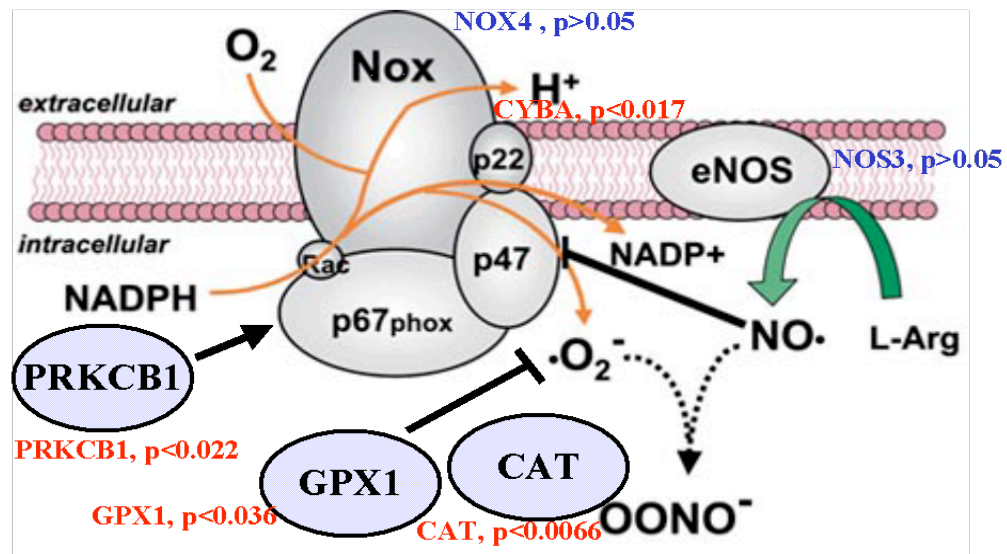 NOX4 , p>0.05
O₂
Nox
H⁺
extracellular
CYBA, p<0.017
p22
eNOS
NOS3, p>0.05
intracellular
Rac
p47
NADP+
NADPH
p67phox
NO·
L-Arg
·O₂⁻
PRKCB1
PRKCB1, p<0.022
GPX1
CAT
GPX1, p<0.036
CAT, p<0.0066
OONO⁻